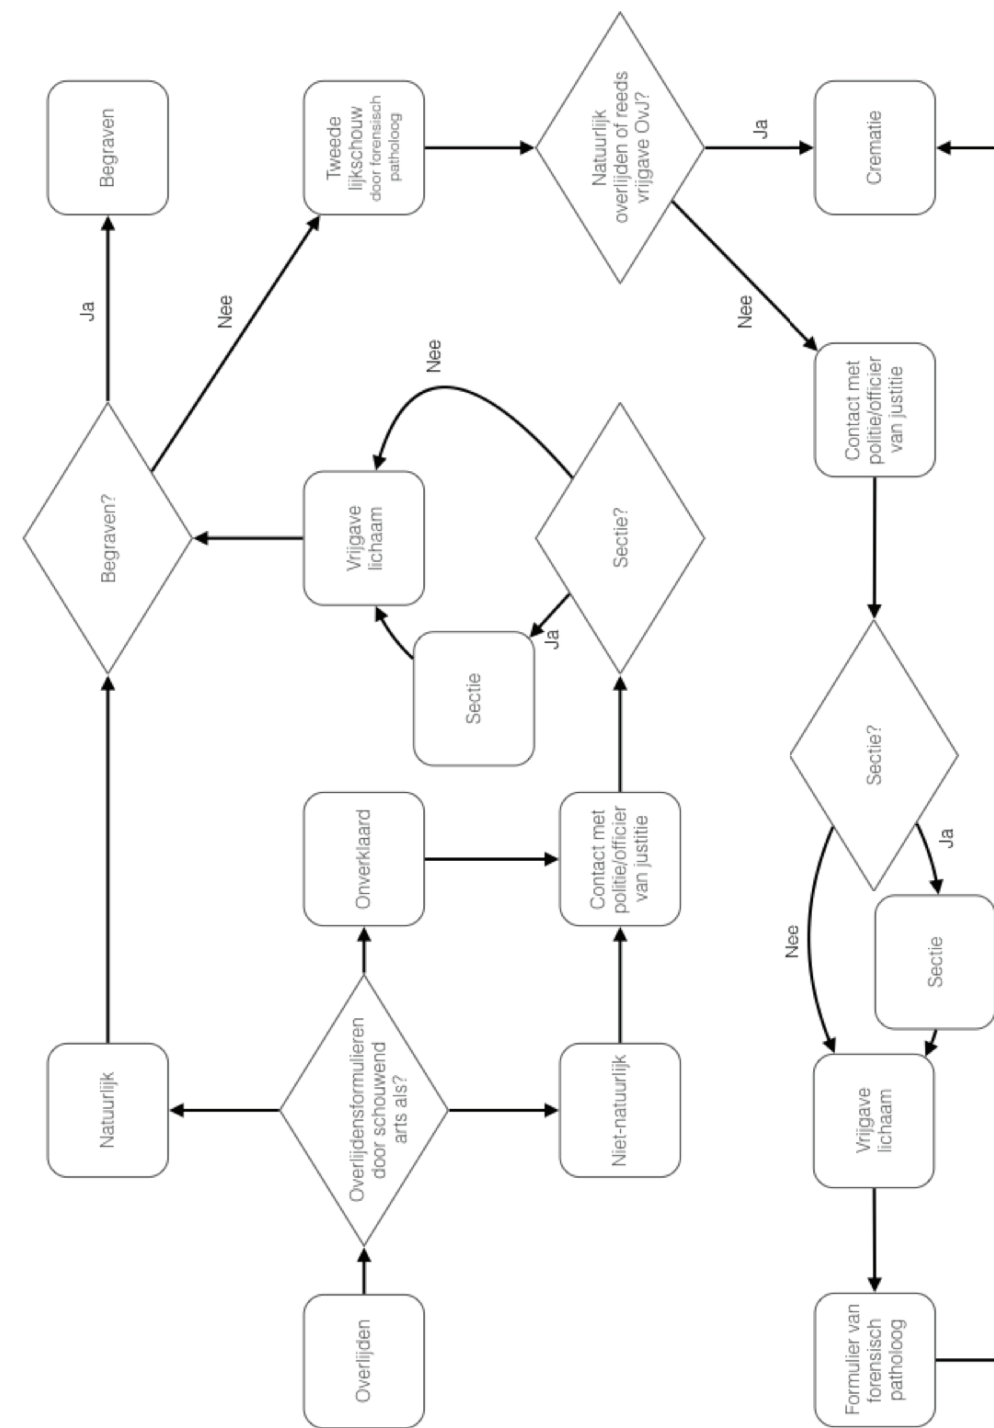 Overlijden
Overlijdensformulieren
door schouwend
arts als?
Natuurlijk
Onverklaard
Niet-natuurlijk
Contact met
politie/officier
van justitie
Sectie?
Ja
Nee
Sectie
Vrijgave
lichaam
Begraven?
Ja
Nee
Begraven
Tweede
lijkschouw
door forensisch
patholoog
Natuurlijk
overlijden of reeds
vrijgave OvJ?
Ja
Nee
Crematie
Contact met
politie/officier
van justitie
Sectie?
Nee
Ja
Sectie
Vrijgave
lichaam
Formulier van
forensisch
patholoog